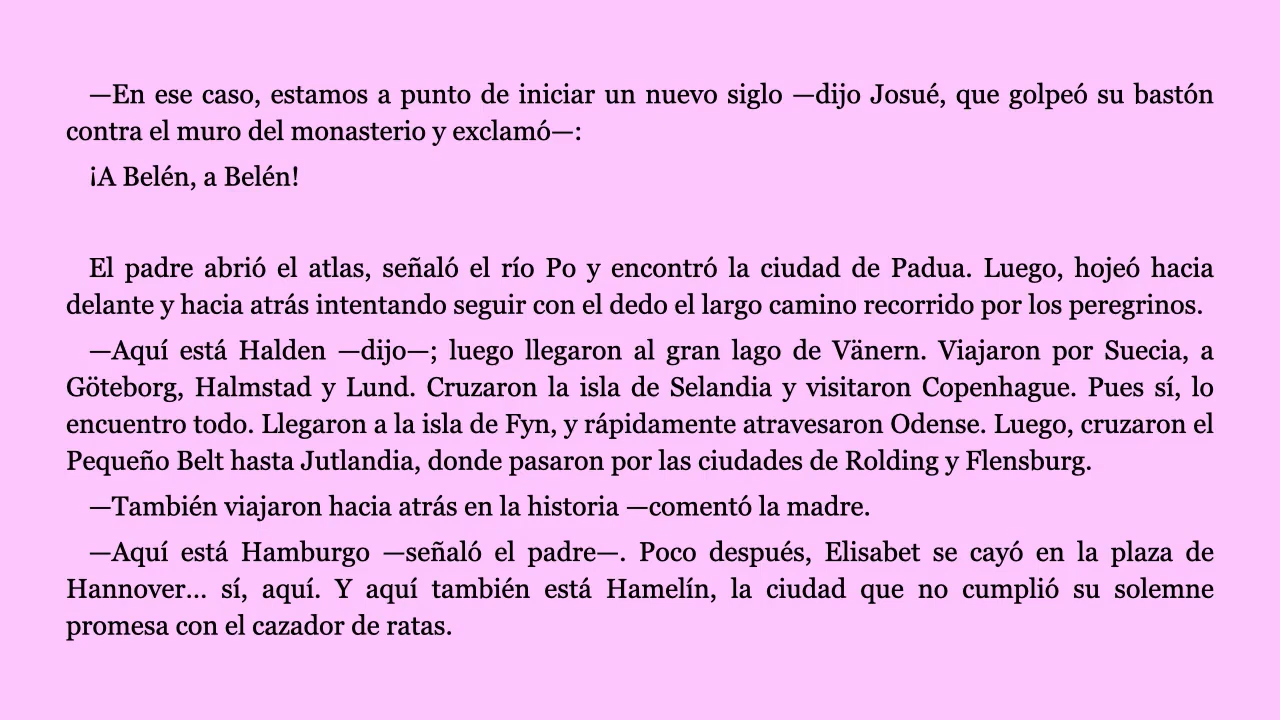 —En ese caso, estamos a punto de iniciar un nuevo siglo —dijo Josué, que golpeó su bastón
contra el muro del monasterio y exclamó—:
¡A Belén, a Belén!
El padre abrió el atlas, señaló el río Po y encontró la ciudad de Padua. Luego, hojeó hacia
delante y hacia atrás intentando seguir con el dedo el largo camino recorrido por los peregrinos.
—Aquí está Halden —dijo—; luego llegaron al gran lago de Vänern. Viajaron por Suecia, a
Göteborg, Halmstad y Lund. Cruzaron la isla de Selandia y visitaron Copenhague. Pues sí, lo
encuentro todo. Llegaron a la isla de Fyn, y rápidamente atravesaron Odense. Luego, cruzaron el
Pequeño Belt hasta Jutlandia, donde pasaron por las ciudades de Rolding y Flensburg.
—También viajaron hacia atrás en la historia —comentó la madre.
—Aquí está Hamburgo —señaló el padre—. Poco después, Elisabet se cayó en la plaza de
Hannover... sí, aquí. Y aquí también está Hamelín, la ciudad que no cumplió su solemne
promesa con el cazador de ratas.